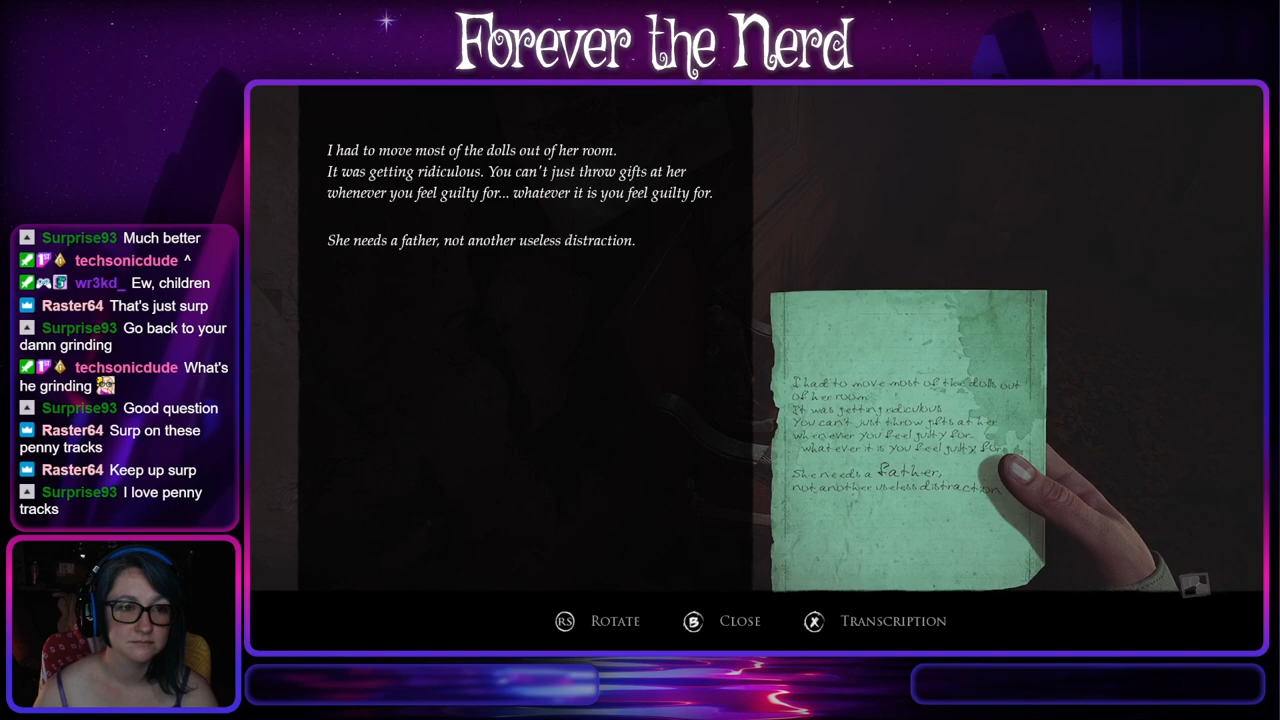 Forever the Nerd
I had to move most of the dolls out of her room.
It was getting ridiculous. You can't just throw gifts at her
whenever you feel guilty for... whatever it is you feel guilty for.
She needs a father, not another useless distraction.
Surprise93 Much better
techsonicdude ^
wr3kd_ Ew, children
Raster64 That's just surp
Surprise93 Go back to your
damn grinding
techsonicdude What's
he grinding
Surprise93 Good question
Raster64 Surp on these
penny tracks
Raster64 Keep up surp
Surprise93 I love penny
tracks
I had to move most of the dolls out
of her room
It was getting ridiculous
You can't just throw gifts at her
whenever you feel guilty for
whatever it is you feel guilty for
She needs a father,
not another useless distraction
RS ROTATE
B CLOSE
X TRANSCRIPTION